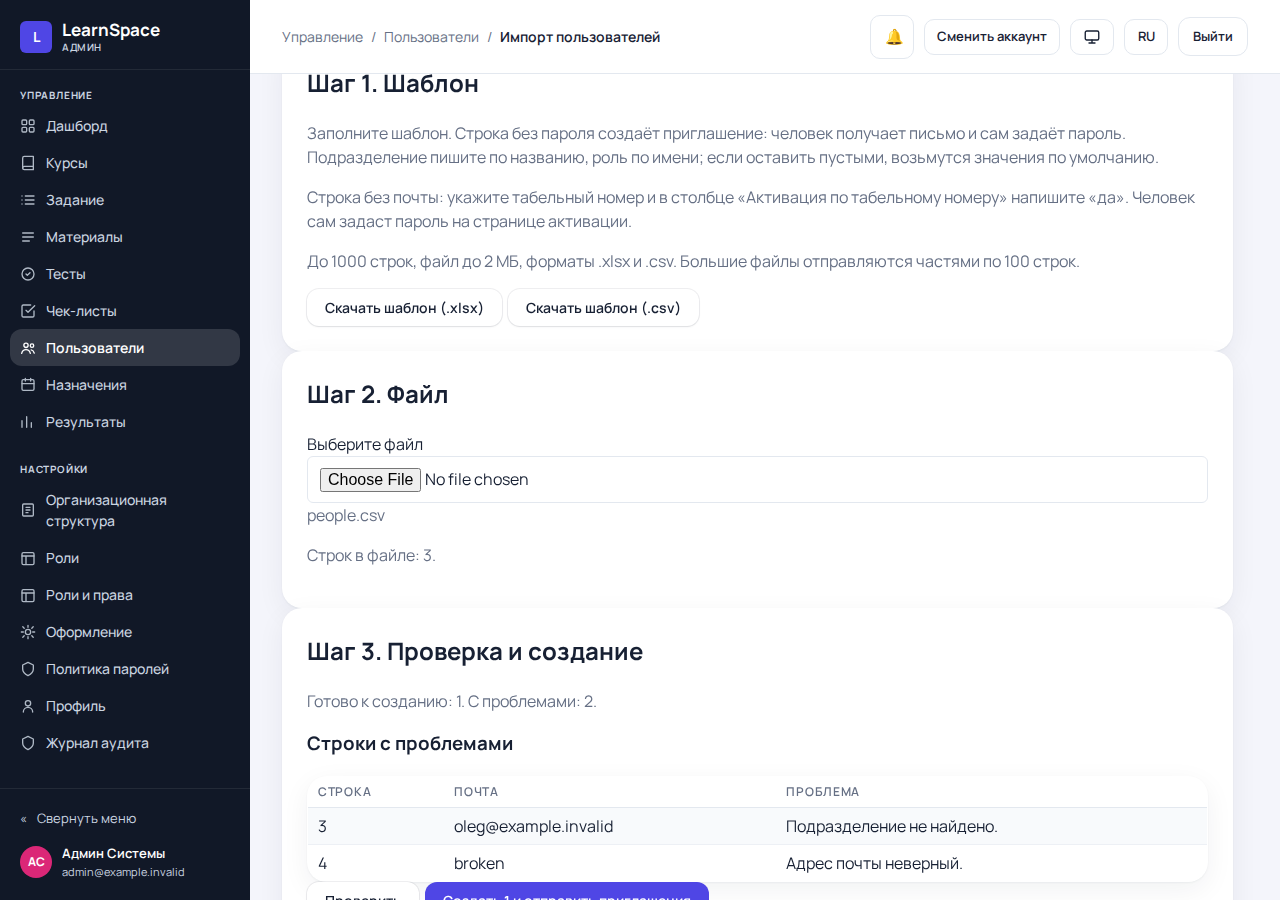 L
LearnSpace
АДМИН
УПРАВЛЕНИЕ
Дашборд
Курсы
Задание
Материалы
Тесты
Чек-листы
Пользователи
Назначения
Результаты
НАСТРОЙКИ
Организационная
структура
Роли
Роли и права
Оформление
Политика паролей
Профиль
Журнал аудита
« Свернуть меню
АС
Админ Системы
admin@example.invalid
Управление / Пользователи / Импорт пользователей
Сменить аккаунт
RU
Выйти
Шаг 1. Шаблон
Заполните шаблон. Строка без пароля создаёт приглашение: человек получает письмо и сам задаёт пароль.
Подразделение пишите по названию, роль по имени; если оставить пустыми, возьмутся значения по умолчанию.
Строка без почты: укажите табельный номер и в столбце «Активация по табельному номеру» напишите «да». Человек
сам задаст пароль на странице активации.
До 1000 строк, файл до 2 МБ, форматы .xlsx и .csv. Большие файлы отправляются частями по 100 строк.
Скачать шаблон (.xlsx)
Скачать шаблон (.csv)
Шаг 2. Файл
Выберите файл
Choose File No file chosen
people.csv
Строк в файле: 3.
Шаг 3. Проверка и создание
Готово к созданию: 1. С проблемами: 2.
Строки с проблемами
СТРОКА ПОЧТА ПРОБЛЕМА
3 oleg@example.invalid Подразделение не найдено.
4 broken Адрес почты неверный.
Проверить
Создать 1 и отправить приглашения